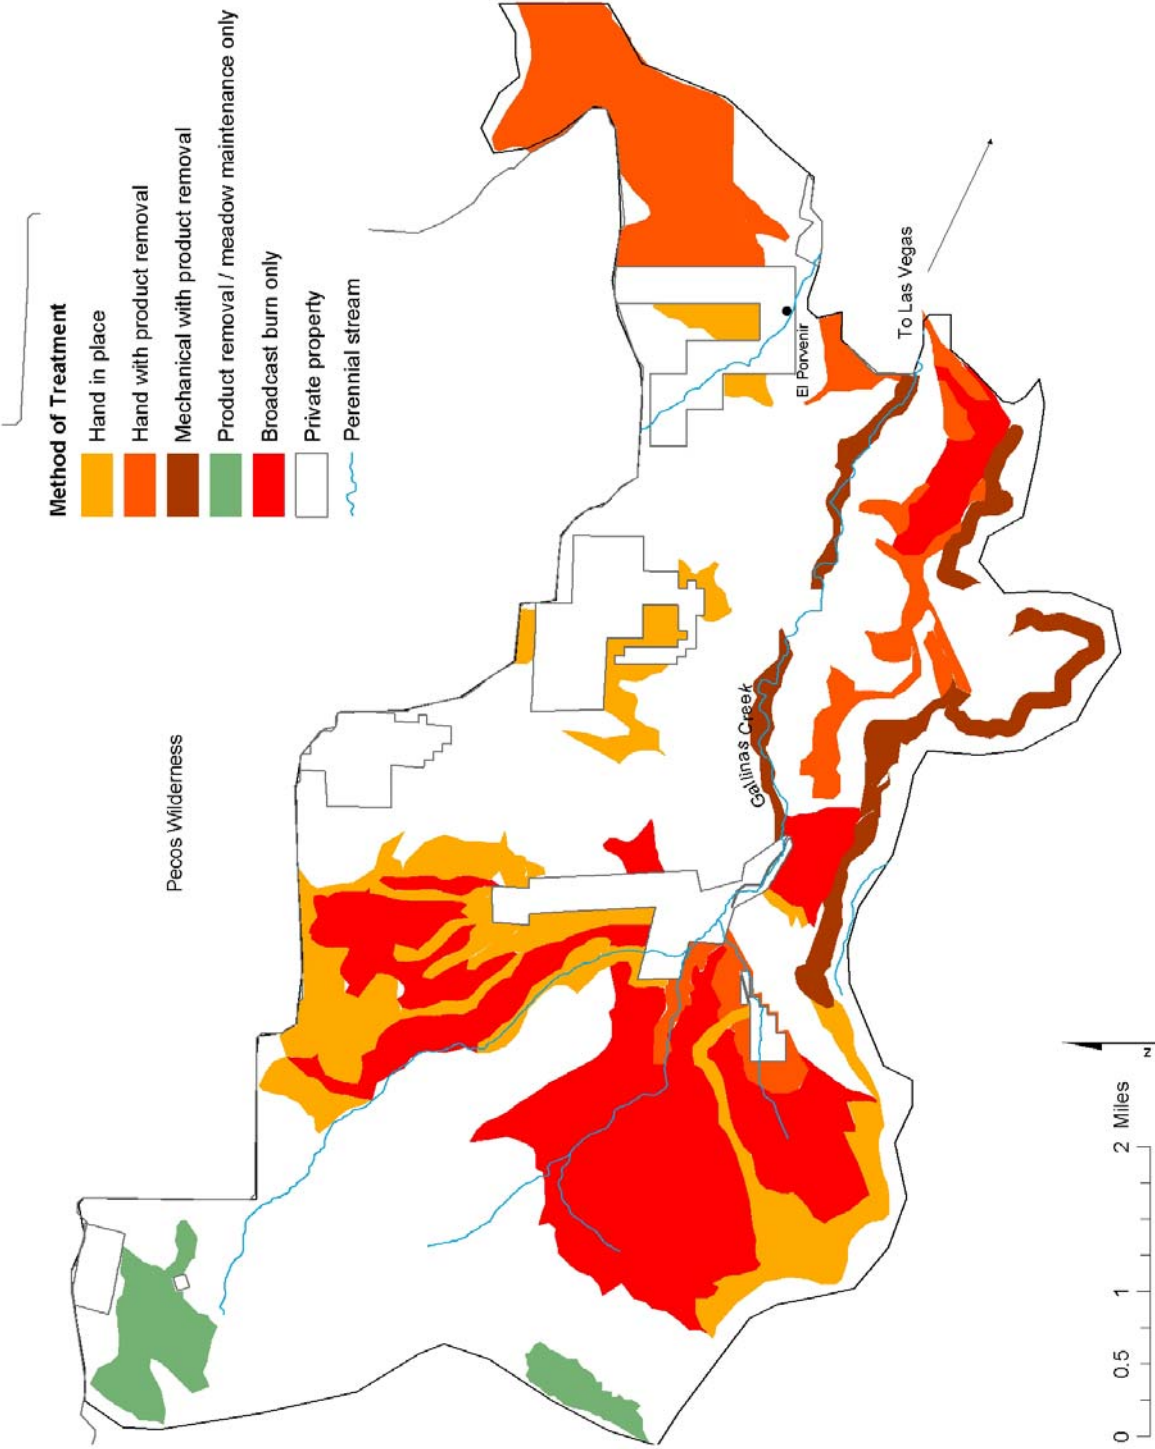 Method of Treatment
Hand in place
Hand with product removal
Mechanical with product removal
Product removal / meadow maintenance only
Broadcast burn only
Private property
Perennial stream
Pecos Wilderness
El Porvenir
To Las Vegas
Gallinas Creek
0 0.5 1 2 Miles
N